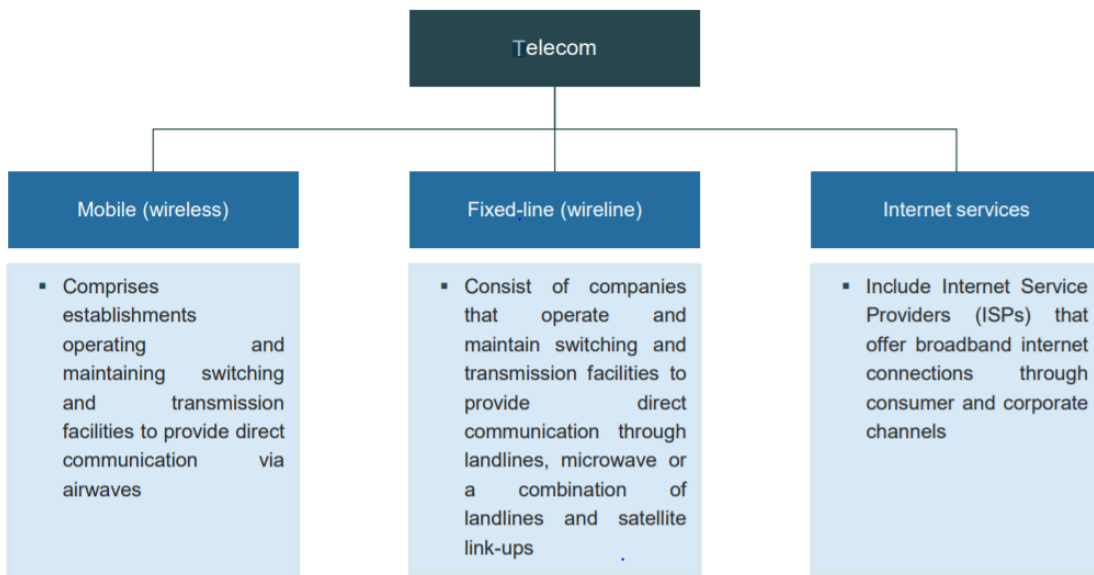 Telecom
Mobile (wireless)
Fixed-line (wireline)
Internet services
▪ Comprises
establishments
operating and
maintaining switching
and transmission
facilities to provide direct
communication via
airwaves
▪ Consist of companies
that operate and
maintain switching and
transmission facilities to
provide direct
communication through
landlines, microwave or
a combination of
landlines and satellite
link-ups
▪ Include Internet Service
Providers (ISPs) that
offer broadband internet
connections through
consumer and corporate
channels